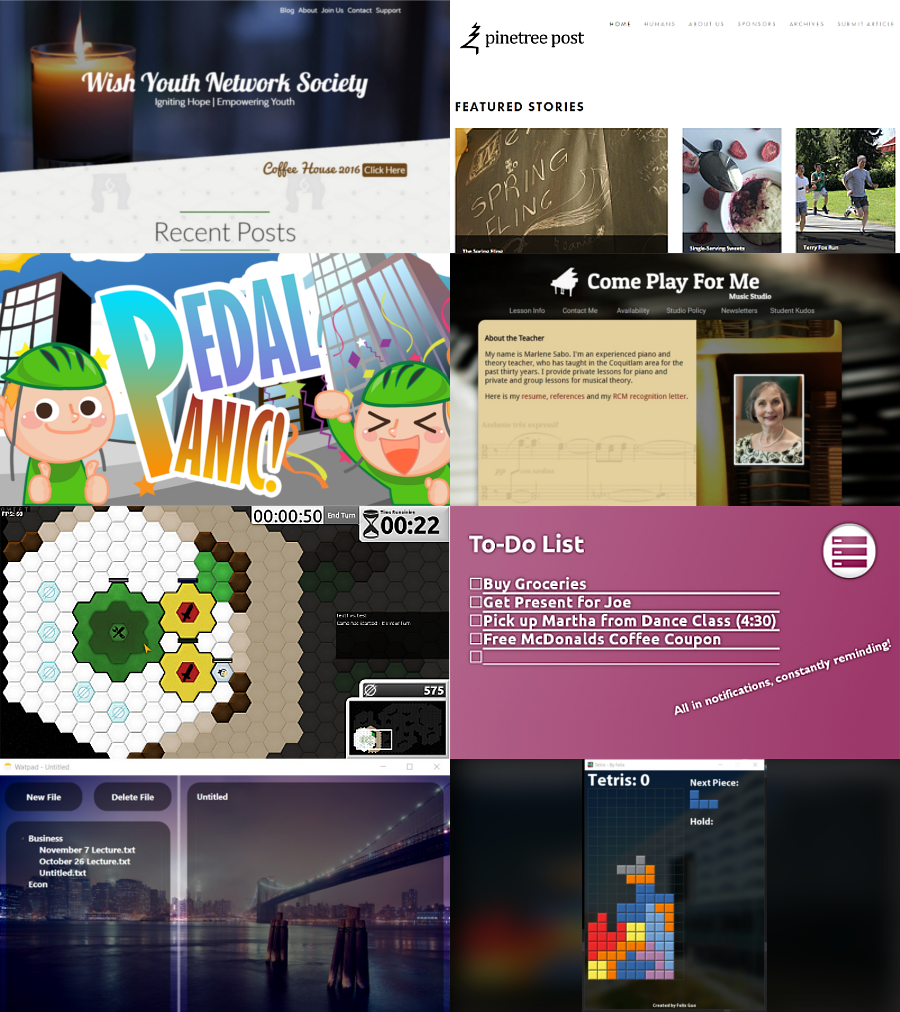 Blog About Join Us Contact Support
Wish Youth Network Society
Igniting Hope | Empowering Youth
Coffee House 2016 Click Here
Recent Posts
pinetree post
HOME HUMANS ABOUT US SPONSORS ARCHIVES SUBMIT ARTICLE
FEATURED STORIES
SPRING
FLING
The Spring Fling
Single-Serving Sweets
Terry Fox Run
PEDAL
PANIC!
Come Play For Me
Music Studio
Lesson Info Contact Me Availability Studio Policy Newsletters Student Kudos
About the Teacher
My name is Marlene Sabo. I'm an experienced piano and
theory teacher, who has taught in the Coquitlam area for the
past thirty years. I provide private lessons for piano and
private and group lessons for musical theory.
Here is my resume, references and my RCM recognition letter.
FPS: 60
00:00:50 End Turn
Time Remaining
00:22
575
To-Do List
Buy Groceries
Get Present for Joe
Pick up Martha from Dance Class (4:30)
Free McDonalds Coffee Coupon
All in notifications, constantly reminding!
Watpad - Untitled
New File Delete File
Business
November 7 Lecture.txt
October 26 Lecture.txt
Untitled.txt
Econ
Untitled
Tetris - By Felix
Tetris: 0
Next Piece:
Hold:
Created by Felix Guo